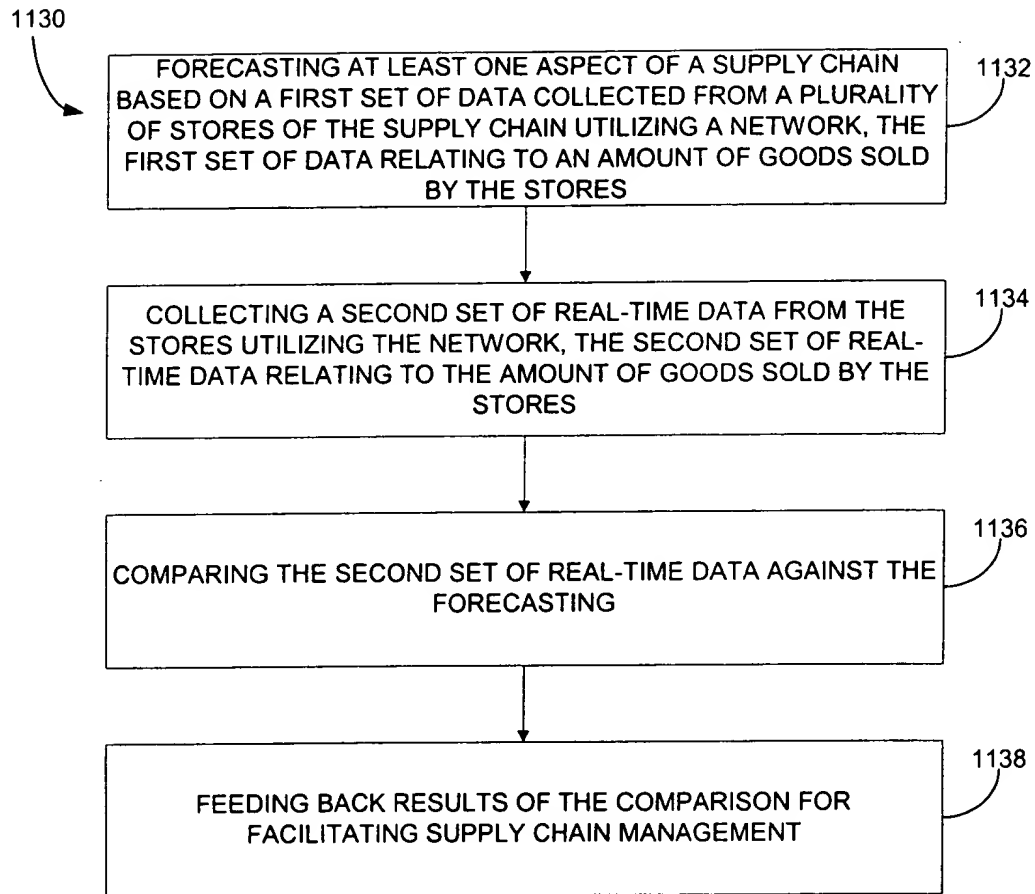 1130
FORECASTING AT LEAST ONE ASPECT OF A SUPPLY CHAIN
BASED ON A FIRST SET OF DATA COLLECTED FROM A PLURALITY
OF STORES OF THE SUPPLY CHAIN UTILIZING A NETWORK, THE
FIRST SET OF DATA RELATING TO AN AMOUNT OF GOODS SOLD
BY THE STORES
1132
COLLECTING A SECOND SET OF REAL-TIME DATA FROM THE
STORES UTILIZING THE NETWORK, THE SECOND SET OF REAL-
TIME DATA RELATING TO THE AMOUNT OF GOODS SOLD BY THE
STORES
1134
COMPARING THE SECOND SET OF REAL-TIME DATA AGAINST THE
FORECASTING
1136
FEEDING BACK RESULTS OF THE COMPARISON FOR
FACILITATING SUPPLY CHAIN MANAGEMENT
1138